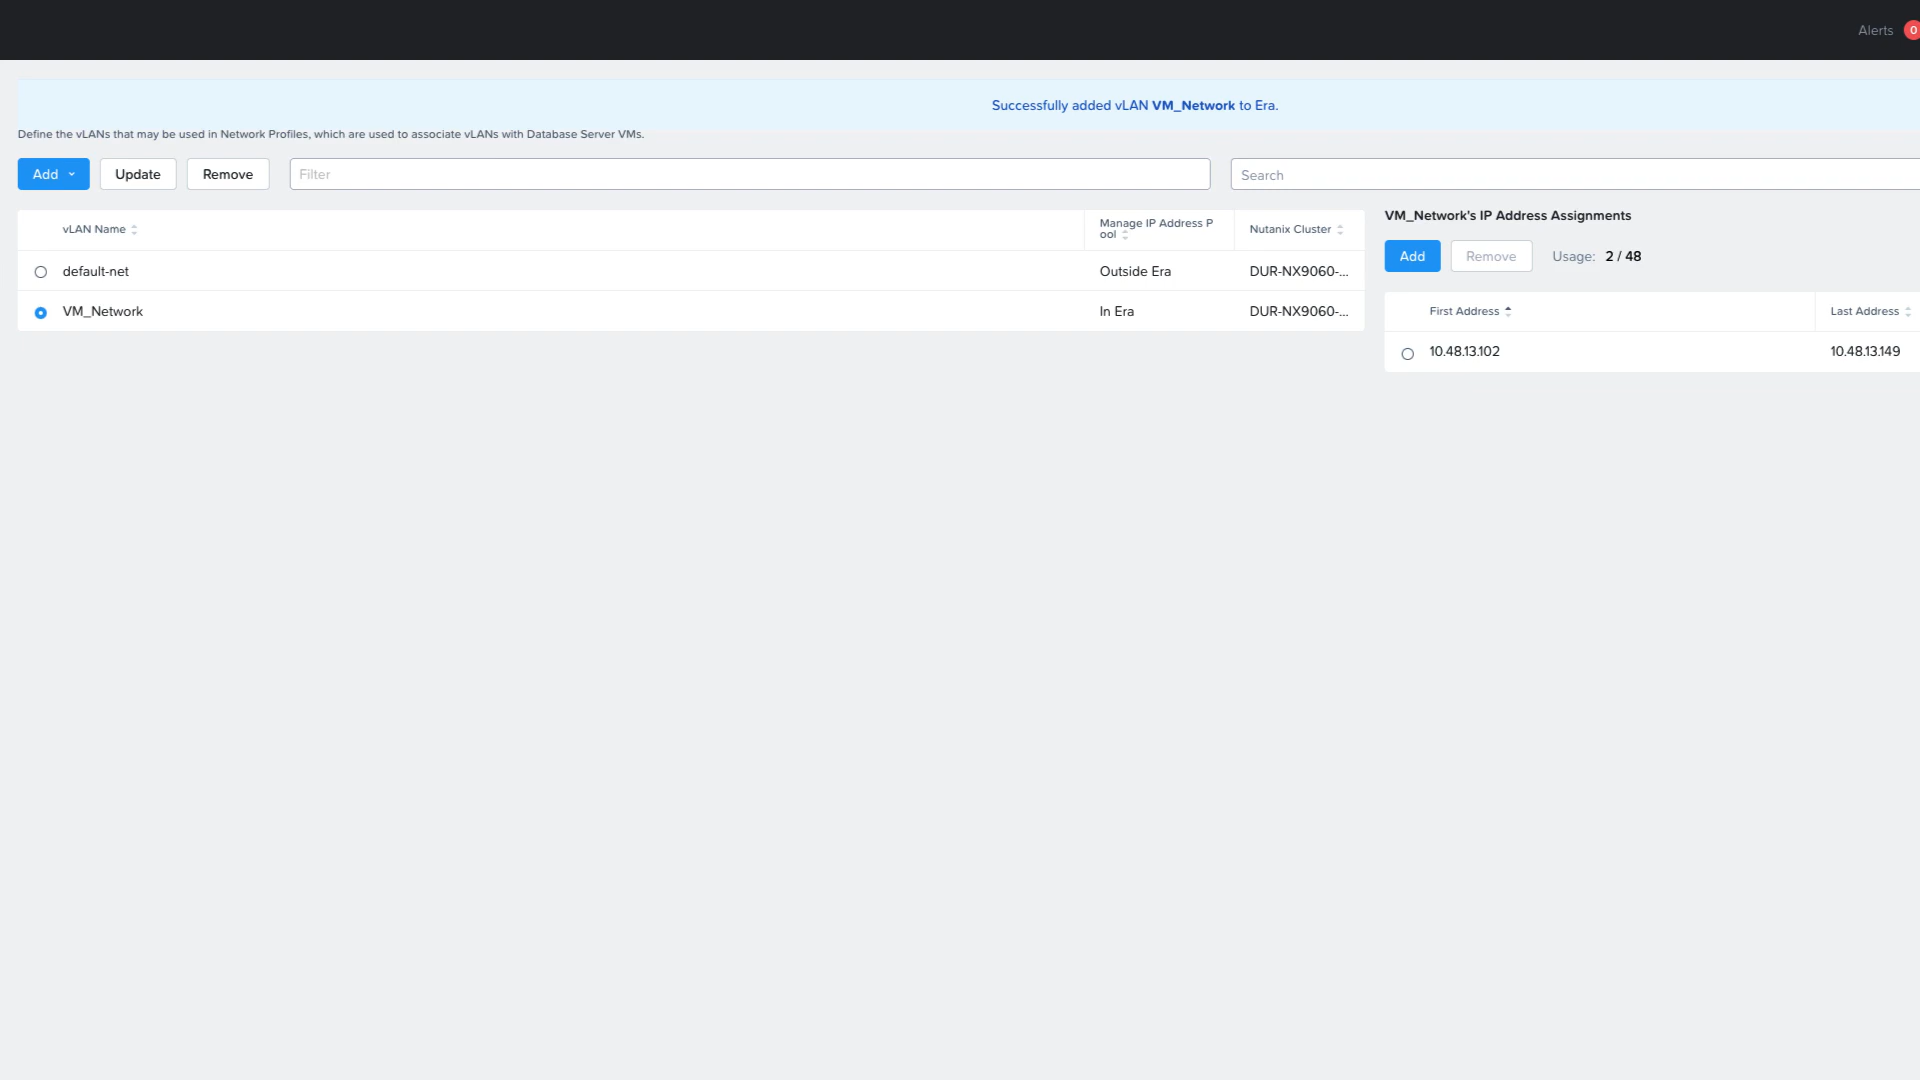 Alerts 0
Successfully added vLAN VM_Network to Era.
Define the vLANs that may be used in Network Profiles, which are used to associate vLANs with Database Server VMs.
Add Update Remove Filter Search
vLAN Name Manage IP Address P
ool Nutanix Cluster
default-net Outside Era DUR-NX9060-...
VM_Network In Era DUR-NX9060-...
VM_Network's IP Address Assignments
Add Remove Usage: 2 / 48
First Address Last Address
10.48.13.102 10.48.13.149